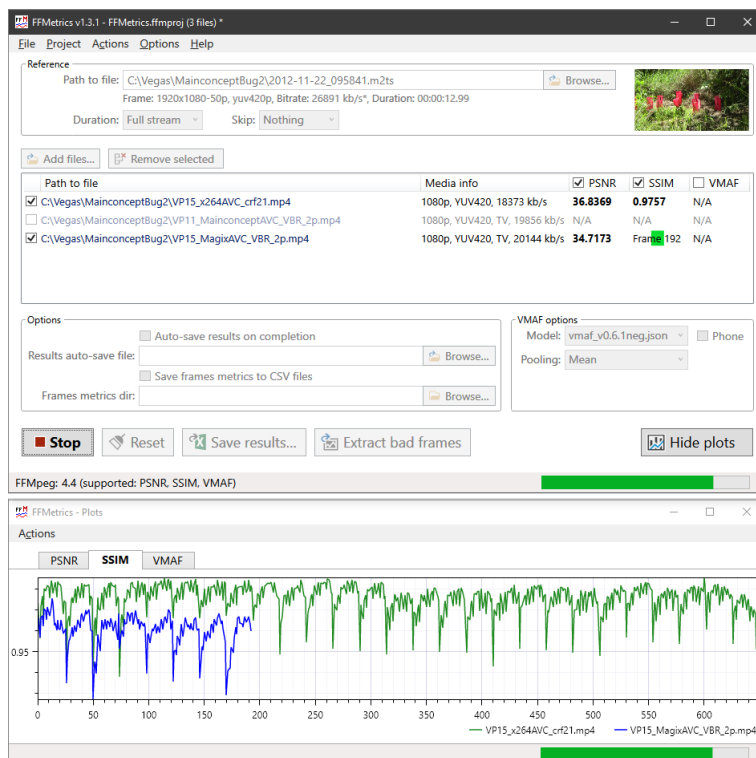 FFMetrics v1.3.1 - FFMetrics.ffmproj (3 files) *
File Project Actions Options Help
Reference
Path to file: C:\Vegas\MainconceptBug2\2012-11-22_095841.m2ts Browse...
Frame: 1920x1080-50p, yuv420p, Bitrate: 26891 kb/s*, Duration: 00:00:12.99
Duration: Full stream Skip: Nothing
Add files... Remove selected
Path to file Media info PSNR SSIM VMAF
C:\Vegas\MainconceptBug2\VP15_x264AVC_crf21.mp4 1080p, YUV420, 18373 kb/s 36.8369 0.9757 N/A
C:\Vegas\MainconceptBug2\VP11_MainconceptAVC_VBR_2p.mp4 1080p, YUV420, TV, 19856 kb/s N/A N/A N/A
C:\Vegas\MainconceptBug2\VP15_MagixAVC_VBR_2p.mp4 1080p, YUV420, TV, 20144 kb/s 34.7173 Frame 192 N/A
Options VMAF options
Auto-save results on completion Model: vmaf_v0.6.1neg.json Phone
Results auto-save file: Browse... Pooling: Mean
Save frames metrics to CSV files
Frames metrics dir: Browse...
Stop Reset Save results... Extract bad frames Hide plots
FFMpeg: 4.4 (supported: PSNR, SSIM, VMAF)
FFMetrics - Plots
Actions
PSNR SSIM VMAF
0.95
0 50 100 150 200 250 300 350 400 450 500 550 600
VP15_x264AVC_crf21.mp4 VP15_MagixAVC_VBR_2p.mp4